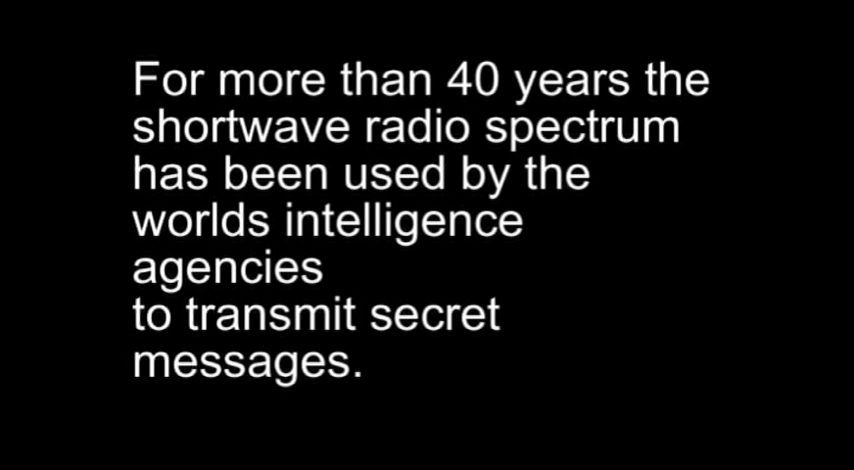 For more than 40 years the
shortwave radio spectrum
has been used by the
worlds intelligence
agencies
to transmit secret
messages.